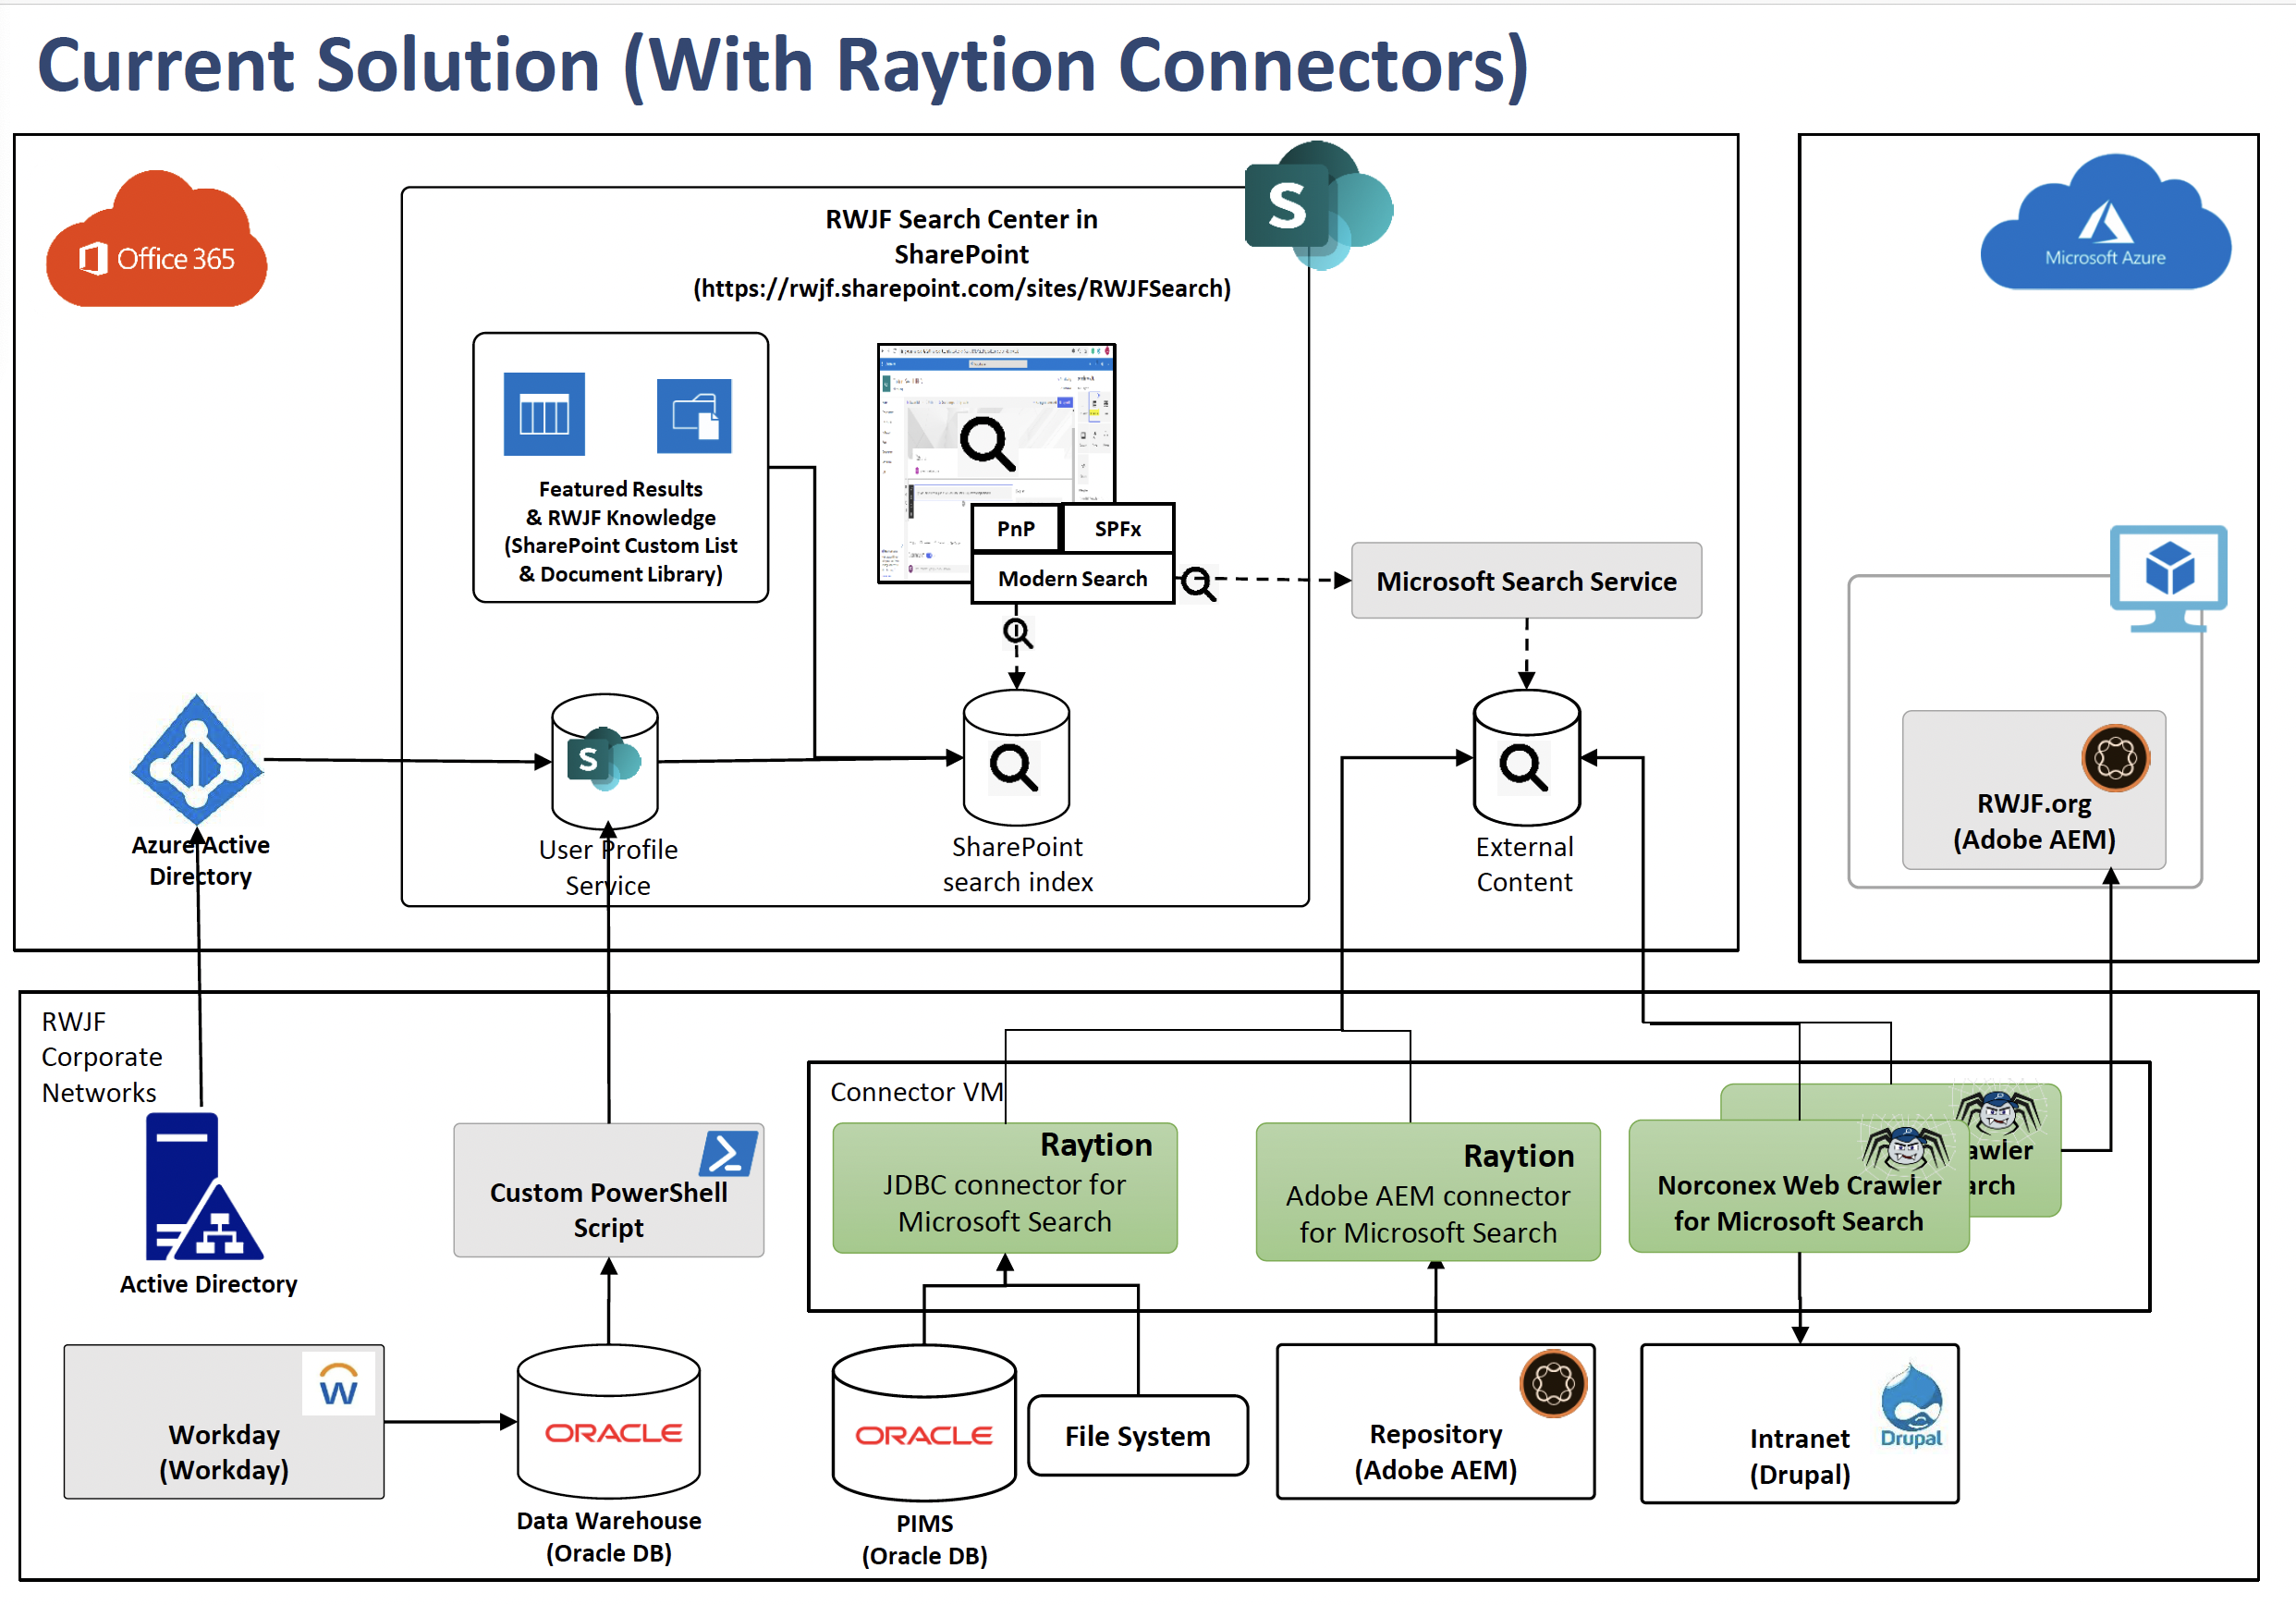 Current Solution (With Raytion Connectors)
Office 365
RWJF Search Center in
SharePoint
(https://rwjf.sharepoint.com/sites/RWJFSearch)
S
Microsoft Azure
Featured Results
& RWJF Knowledge
(SharePoint Custom List
& Document Library)
PnP
SPFx
Modern Search
Microsoft Search Service
Azure Active
Directory
S
User Profile
Service
SharePoint
search index
External
Content
RWJF.org
(Adobe AEM)
RWJF
Corporate
Networks
Connector VM
Active Directory
Custom PowerShell
Script
Raytion
JDBC connector for
Microsoft Search
Raytion
Adobe AEM connector
for Microsoft Search
Norconex Web Crawler
for Microsoft Search
awler
arch
W
Workday
(Workday)
ORACLE
Data Warehouse
(Oracle DB)
ORACLE
PIMS
(Oracle DB)
File System
Repository
(Adobe AEM)
Drupal
Intranet
(Drupal)